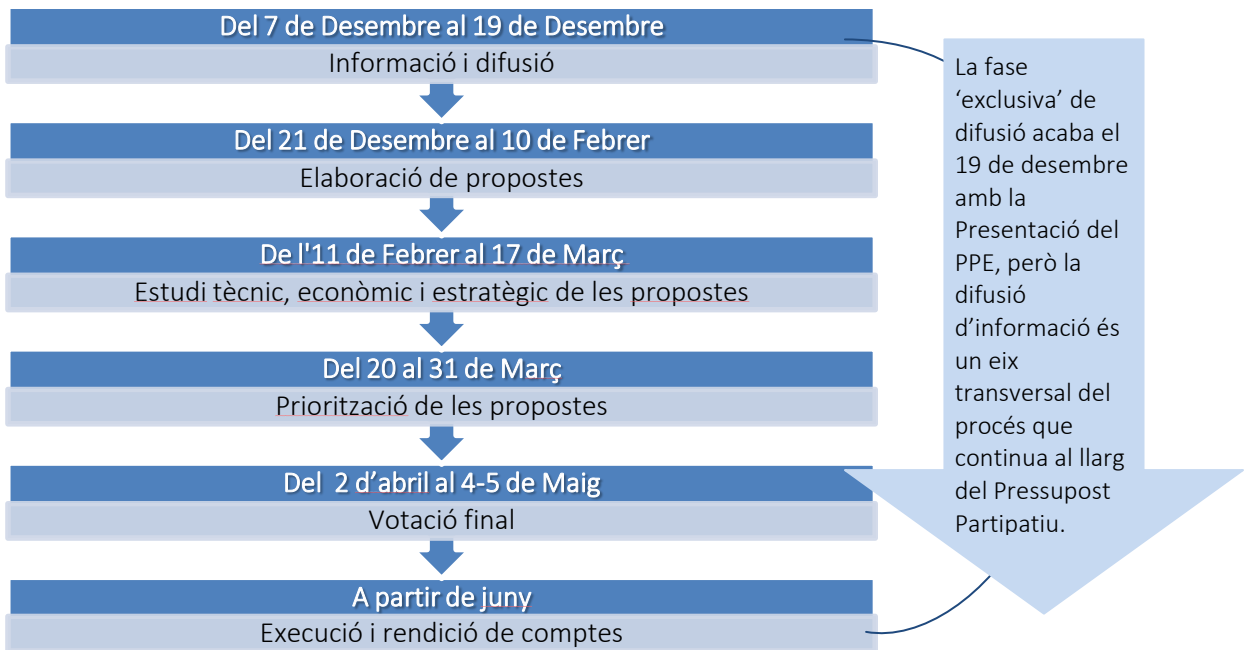 Del 7 de Desembre al 19 de Desembre
Informació i difusió
Del 21 de Desembre al 10 de Febrer
Elaboració de propostes
De l'11 de Febrer al 17 de Març
Estudi tècnic, econòmic i estratègic de les propostes
Del 20 al 31 de Març
Priorització de les propostes
Del  2 d’abril al 4-5 de Maig
Votació final
A partir de juny
Execució i rendició de comptes
La fase
‘exclusiva’ de
difusió acaba el
19 de desembre
amb la
Presentació del
PPE, però la
difusió
d’informació és
un eix
transversal del
procés que
continua al llarg
del Pressupost
Partipatiu.